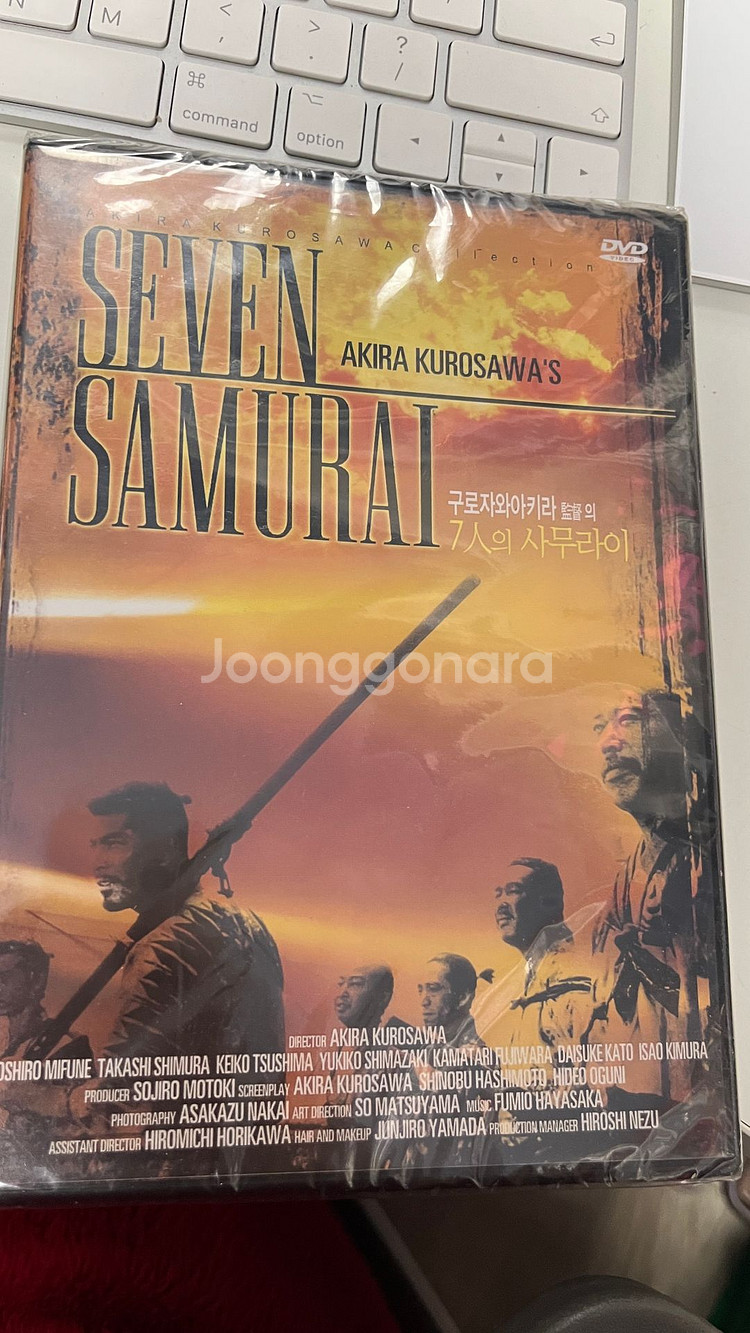 N
M
<
,
>
.
?
/
⌘
command
⌥
option
AKIRA KUROSAWA Collection
DVD
VIDEO
SEVEN
AKIRA KUROSAWA'S
SAMURAI
구로자와아키라 監督의
7人의 사무라이
Joonggonara
DIRECTOR AKIRA KUROSAWA
OSHIRO MIFUNE TAKASHI SHIMURA KEIKO TSUSHIMA YUKIKO SHIMAZAKI KAMATARI FUJIWARA DAISUKE KATO ISAO KIMURA
PRODUCER SOJIRO MOTOKI SCREENPLAY AKIRA KUROSAWA SHINOBU HASHIMOTO HIDEO OGUNI
PHOTOGRAPHY ASAKAZU NAKAI ART DIRECTION SO MATSUYAMA MUSIC FUMIO HAYASAKA
ASSISTANT DIRECTOR HIROMICHI HORIKAWA HAIR AND MAKEUP JUNJIRO YAMADA PRODUCTION MANAGER HIROSHI NEZU